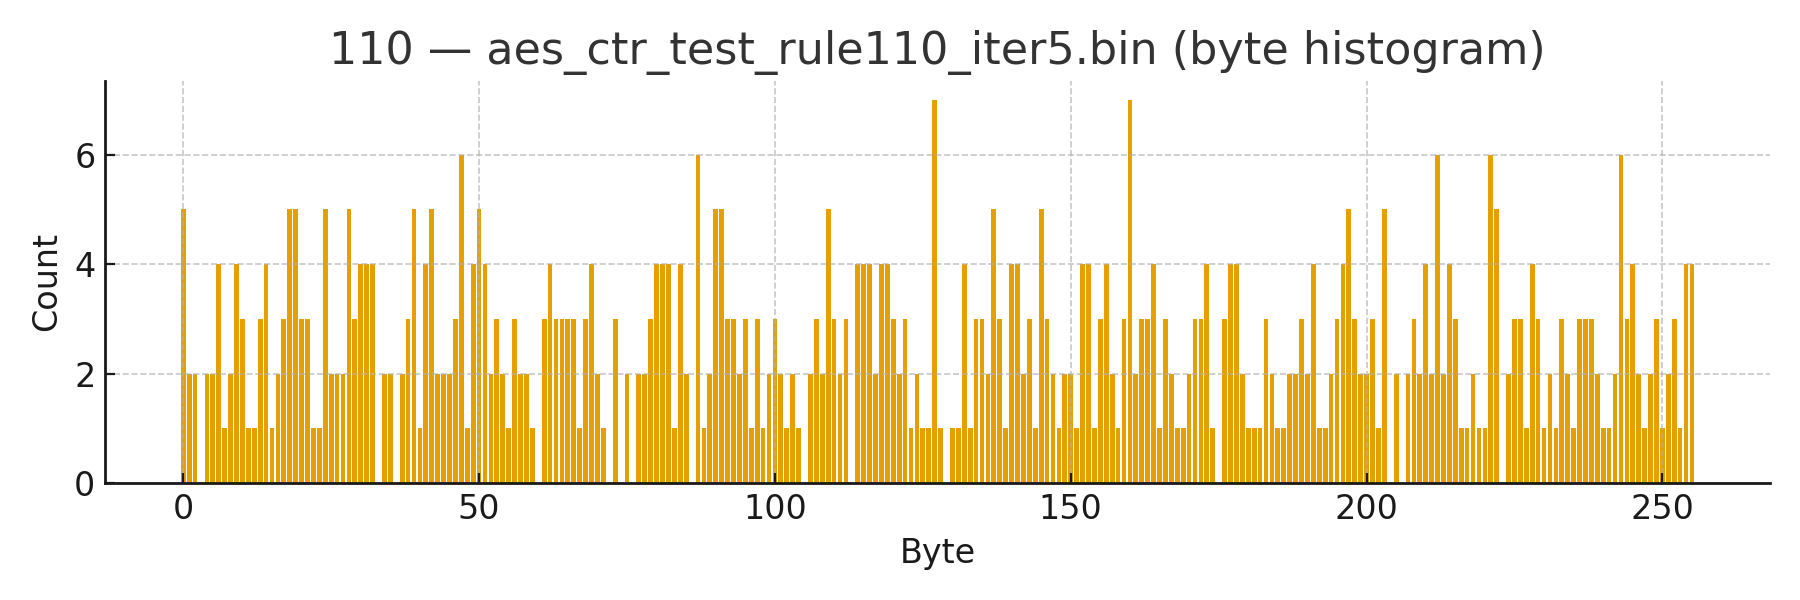 110 — aes_ctr_test_rule110_iter5.bin (byte histogram)
Count
6
4
2
0
0 50 100 150 200 250
Byte